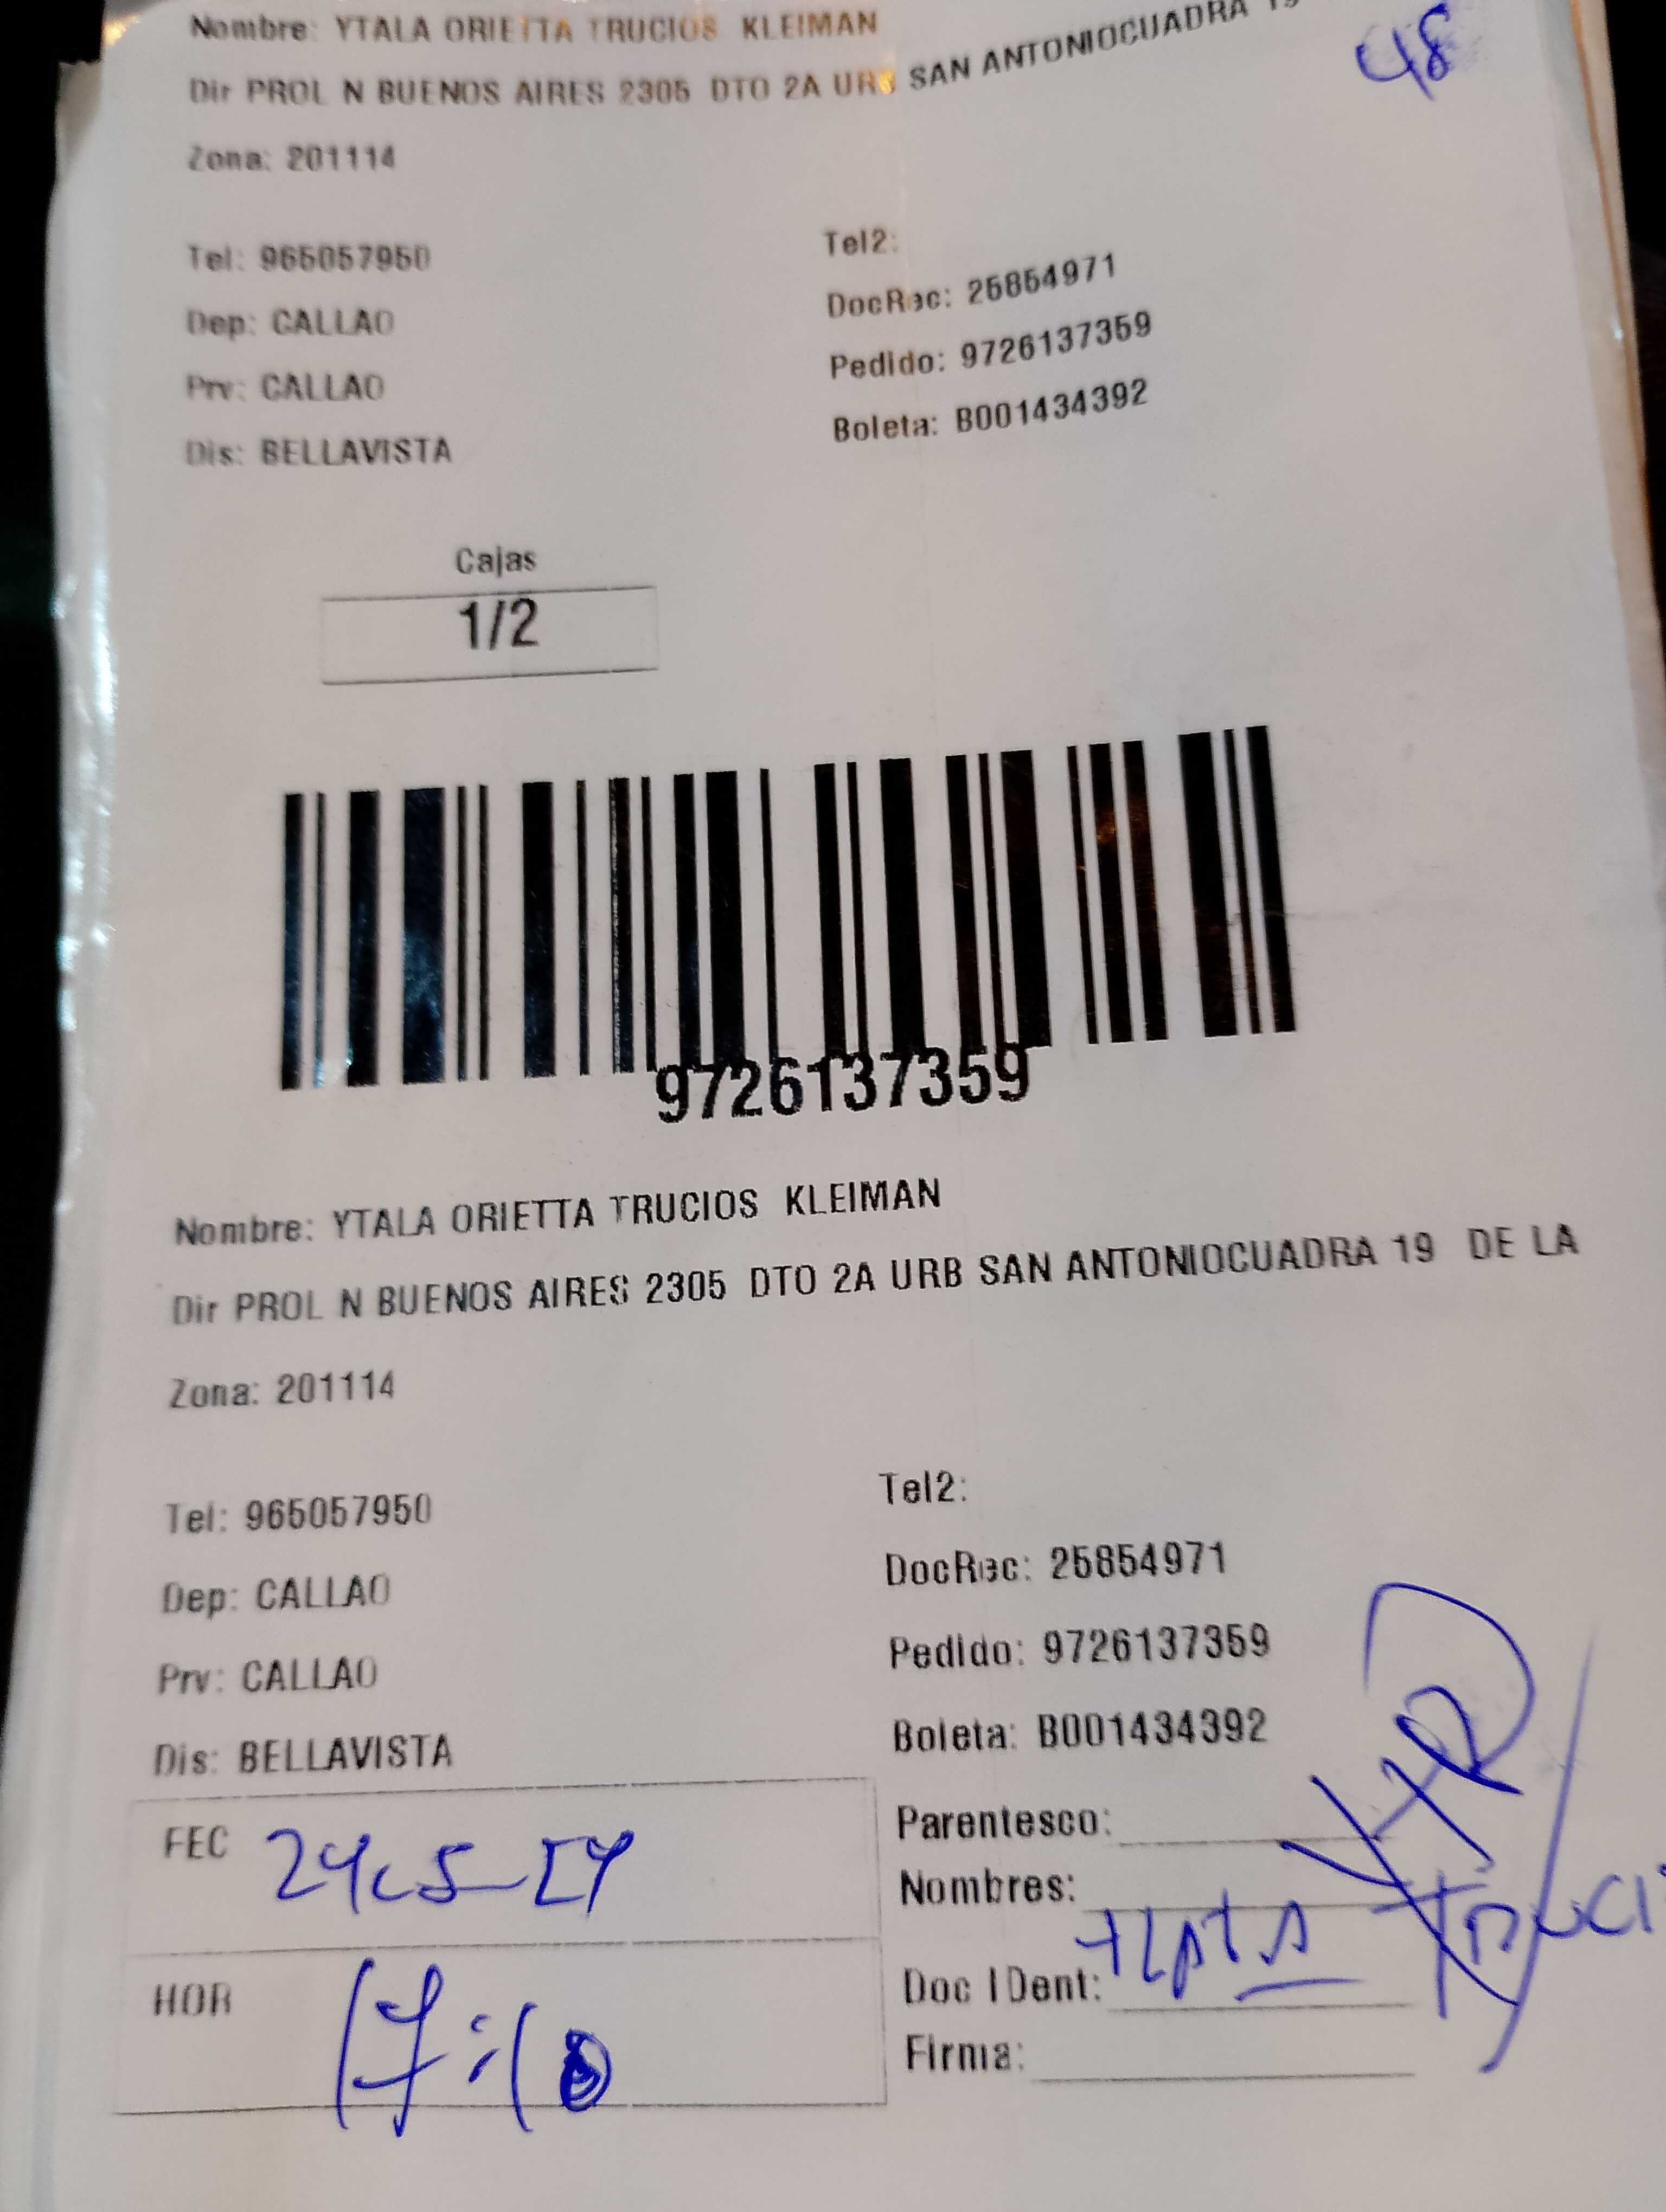 Nombre: YTALA ORIETTA TRUCIOS KLEIMAN
Dir PROL N BUENOS AIRES 2305 DTO 2A URB SAN ANTONIOCUADRA 19
48
Zona: 201114
Tel: 965057950
Tel2:
Dep: CALLAO
DocRec: 25854971
Prv: CALLAO
Pedido: 9726137359
Dis: BELLAVISTA
Boleta: B001434392
Cajas
1/2
9726137359
Nombre: YTALA ORIETTA TRUCIOS KLEIMAN
Dir PROL N BUENOS AIRES 2305 DTO 2A URB SAN ANTONIOCUADRA 19 DE LA
Zona: 201114
Tel: 965057950
Tel2:
Dep: CALLAO
DocRec: 25854971
Prv: CALLAO
Pedido: 9726137359
Dis: BELLAVISTA
Boleta: B001434392
FEC
Parentesco:
Nombres:
HOR
Doc IDent:
Firma: